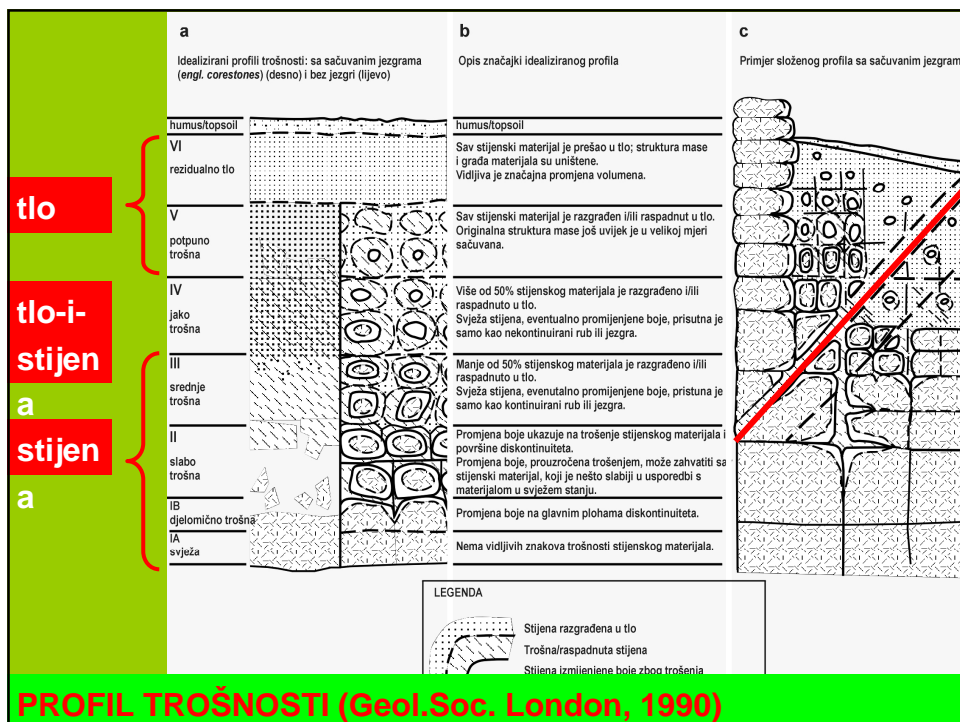 a
Idealizirani profili trošnosti: sa sačuvanim jezgrama
(engl. corestones) (desno) i bez jezgri (lijevo)
b
Opis značajki idealiziranog profila
c
Primjer složenog profila sa sačuvanim jezgrama
tlo
tlo-i-
stijen
a
stijen
a
humus/topsoil
VI
rezidualno tlo
V
potpuno
trošna
IV
jako
trošna
III
srednje
trošna
II
slabo
trošna
IB
djelomično trošna
IA
svježa
humus/topsoil
Sav stijenski materijal je prešao u tlo; struktura mase
i građa materijala su uništene.
Vidljiva je značajna promjena volumena.
Sav stijenski materijal je razgrađen i/ili raspadnut u tlo.
Originalna struktura mase još uvijek je u velikoj mjeri
sačuvana.
Više od 50% stijenskog materijala je razgrađeno i/ili
raspadnuto u tlo.
Svježa stijena, eventualno promijenjene boje, prisutna je
samo kao nekontinuirani rub ili jezgra.
Manje od 50% stijenskog materijala je razgrađeno i/ili
raspadnuto u tlo.
Svježa stijena, evenutalno promijenjene boje, pristuna je
samo kao kontinuirani rub ili jezgra.
Promjena boje ukazuje na trošenje stijenskog materijala i
površine diskontinuiteta.
Promjena boje, prouzročena trošenjem, može zahvatiti sa
stijenski materijal, koji je nešto slabiji u usporedbi s
materijalom u svježem stanju.
Promjena boje na glavnim plohama diskontinuiteta.
Nema vidljivih znakova trošnosti stijenskog materijala.
LEGENDA
Stijena razgrađena u tlo
Trošna/raspadnuta stijena
Stijena izmijenjene boje zbog trošenja
PROFIL TROŠNOSTI (Geol.Soc. London, 1990)